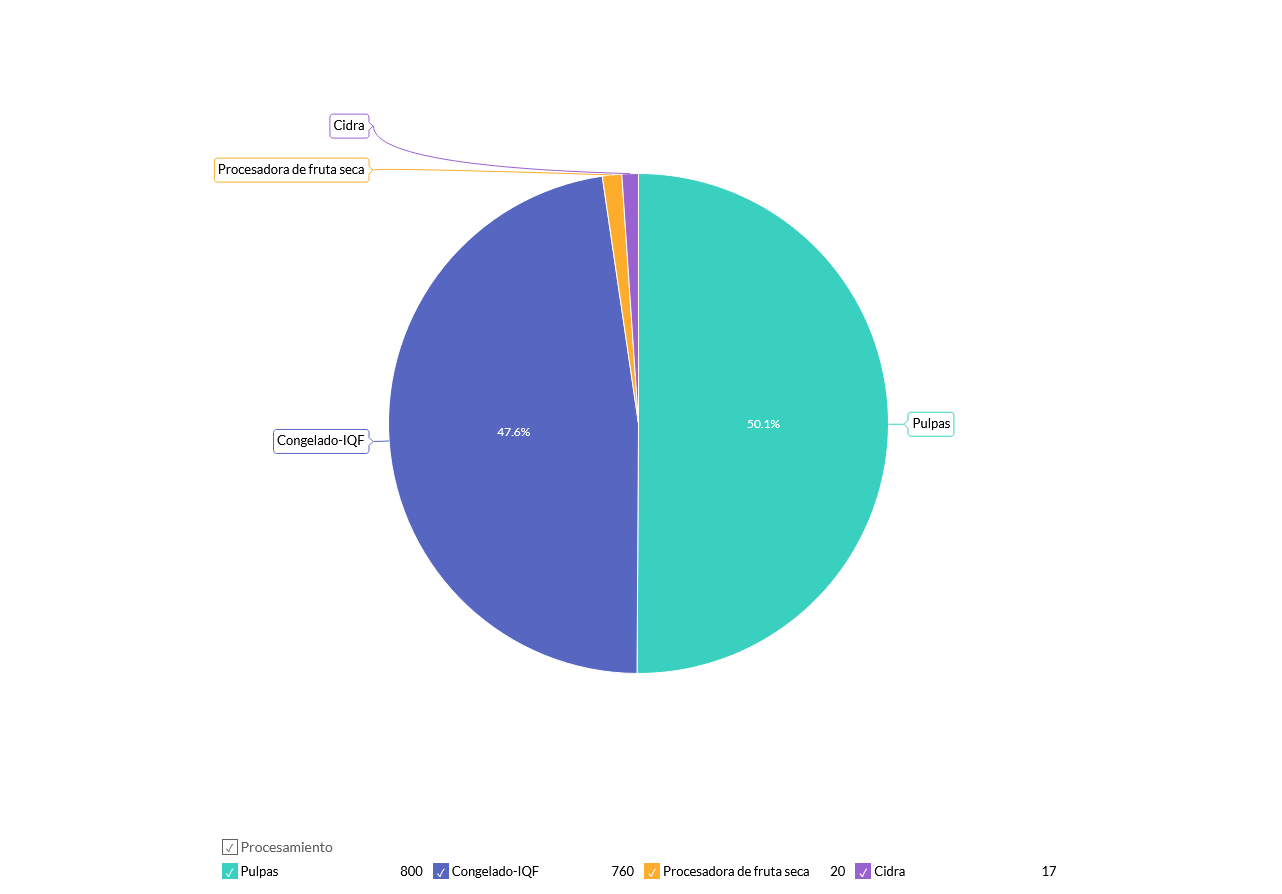 Cidra
Procesadora de fruta seca
50.1%
Pulpas
47.6%
Congelado-IQF
Procesamiento
Pulpas 800 Congelado-IQF 760 Procesadora de fruta seca 20 Cidra 17